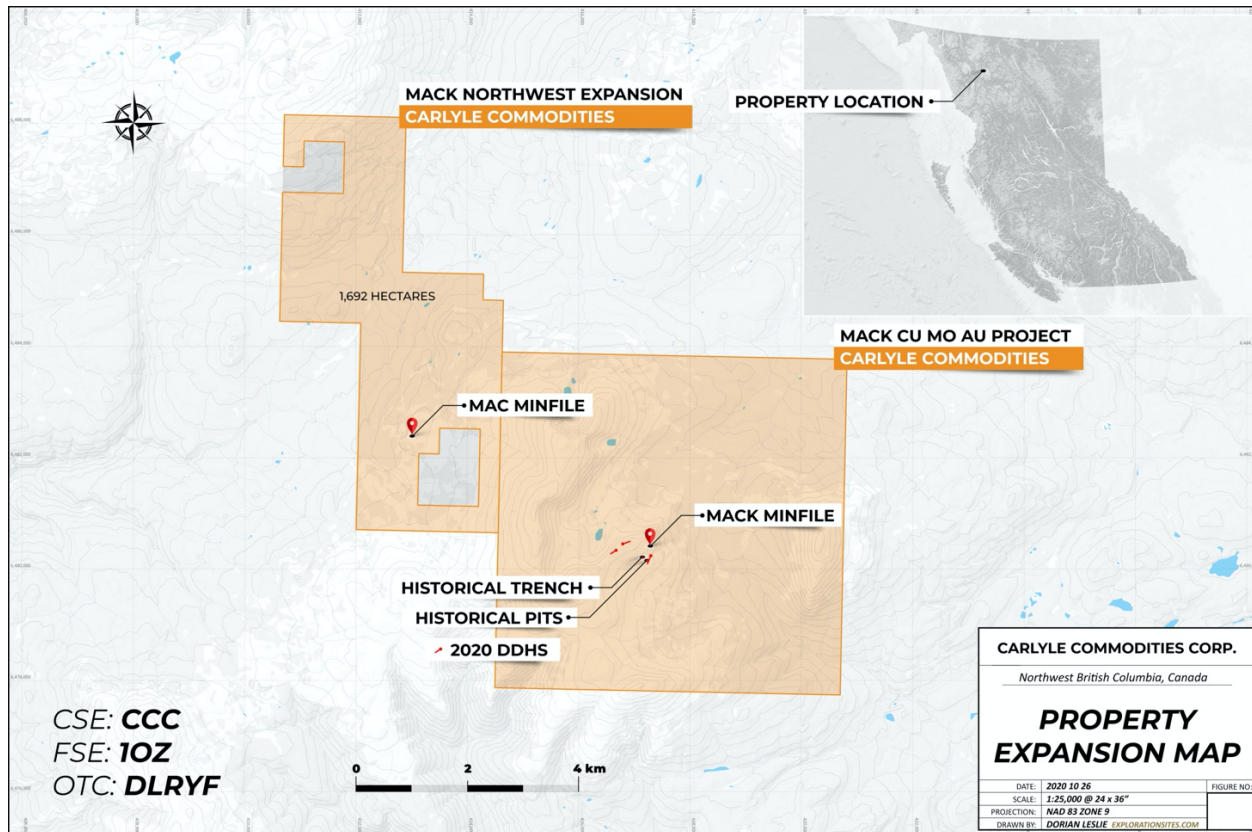 MACK NORTHWEST EXPANSION
CARLYLE COMMODITIES
PROPERTY LOCATION
1,692 HECTARES
MACK CU MO AU PROJECT
CARLYLE COMMODITIES
MAC MINFILE
MACK MINFILE
HISTORICAL TRENCH
HISTORICAL PITS
2020 DDHS
CSE: CCC
FSE: 1OZ
OTC: DLRYF
0 2 4 km
CARLYLE COMMODITIES CORP.
Northwest British Columbia, Canada
PROPERTY
EXPANSION MAP
DATE: 2020 10 26 FIGURE NO:
SCALE: 1:25,000 @ 24 x 36"
PROJECTION: NAD 83 ZONE 9
DRAWN BY: DORIAN LESLIE EXPLORATIONSITES.COM